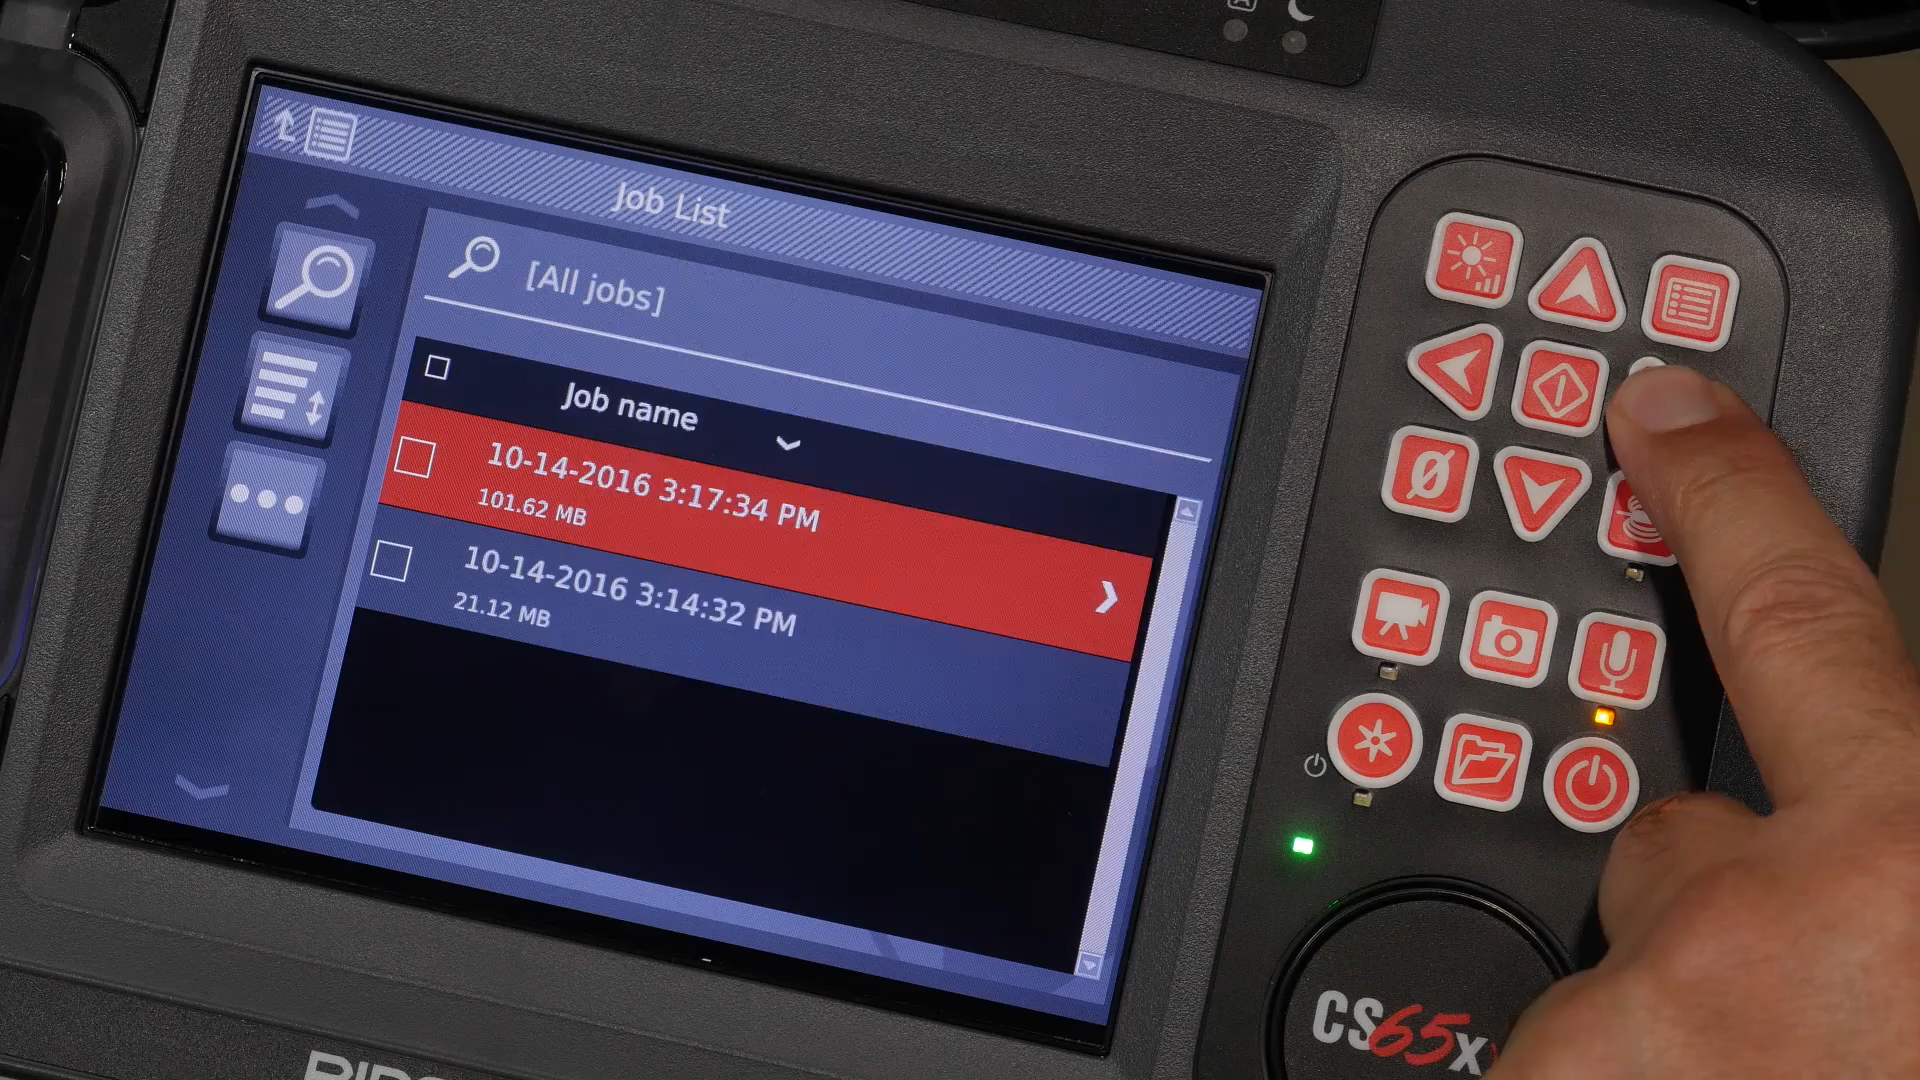 Job List
[All jobs]
Job name
10-14-2016 3:17:34 PM
101.62 MB
10-14-2016 3:14:32 PM
21.12 MB
CS65x